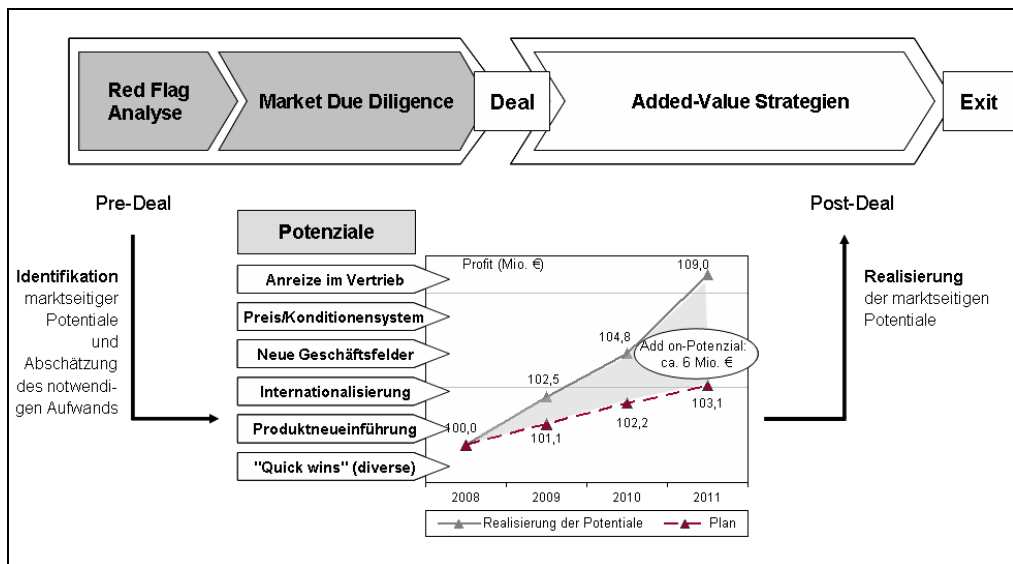 Red Flag
Analyse
Market Due Diligence
Deal
Added-Value Strategien
Exit
Pre-Deal
Post-Deal
Identifikation
marktseitiger
Potentiale
und
Abschätzung
des notwendi-
gen Aufwands
Potenziale
Anreize im Vertrieb
Preis/Konditionensystem
Neue Geschäftsfelder
Internationalisierung
Produktneueinführung
"Quick wins" (diverse)
Profit (Mio. €)
109,0
104,8
102,5
100,0
101,1
102,2
103,1
Add on-Potenzial:
ca. 6 Mio. €
2008 2009 2010 2011
Realisierung der Potentiale Plan
Realisierung
der marktseitigen
Potentiale